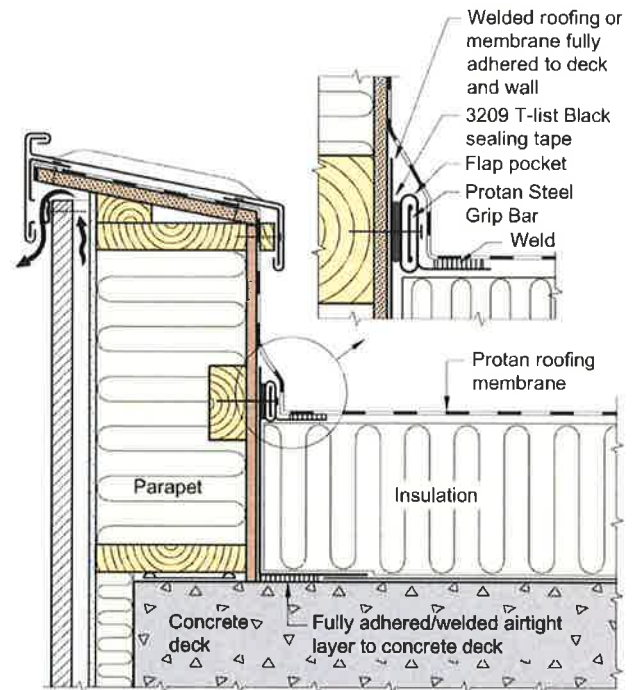 Welded roofing or
membrane fully
adhered to deck
and wall
3209 T-list Black
sealing tape
Flap pocket
Protan Steel
Grip Bar
Weld
Protan roofing
membrane
Parapet
Insulation
Concrete
deck
Fully adhered/welded airtight
layer to concrete deck